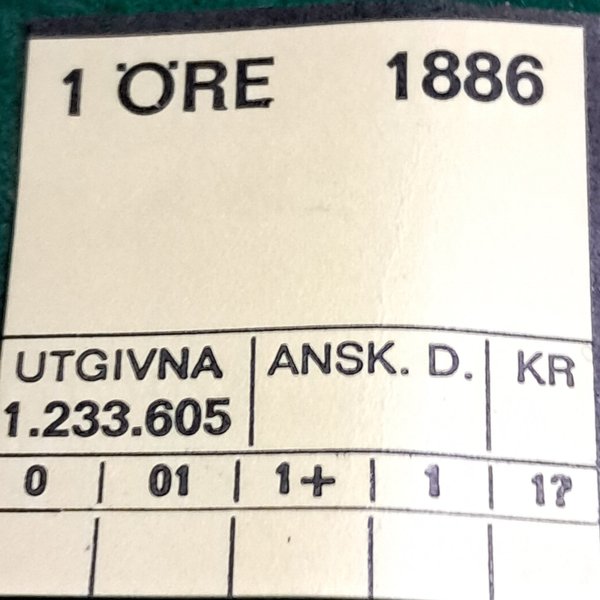 1 ÖRE 1886
UTGIVNA ANSK. D. KR
1.233.605
0 01 1+ 1 1?